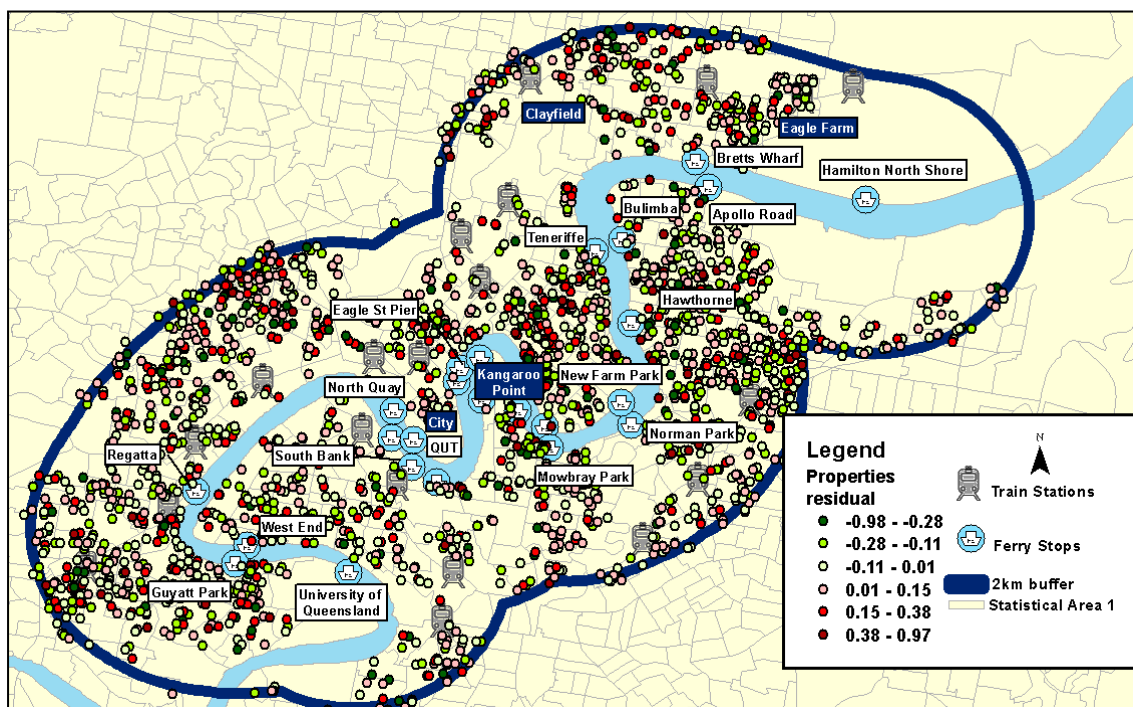 Clayfield
Eagle Farm
Bretts Wharf
Hamilton North Shore
Bulimba
Apollo Road
Teneriffe
Hawthorne
Eagle St Pier
Kangaroo
Point
New Farm Park
North Quay
City
QUT
Norman Park
Regatta
South Bank
Mowbray Park
West End
Guyatt Park
University of
Queensland
Legend
Properties
residual
-0.98 - -0.28
-0.28 - -0.11
-0.11 - 0.01
0.01 - 0.15
0.15 - 0.38
0.38 - 0.97
N
Train Stations
Ferry Stops
2km buffer
Statistical Area 1